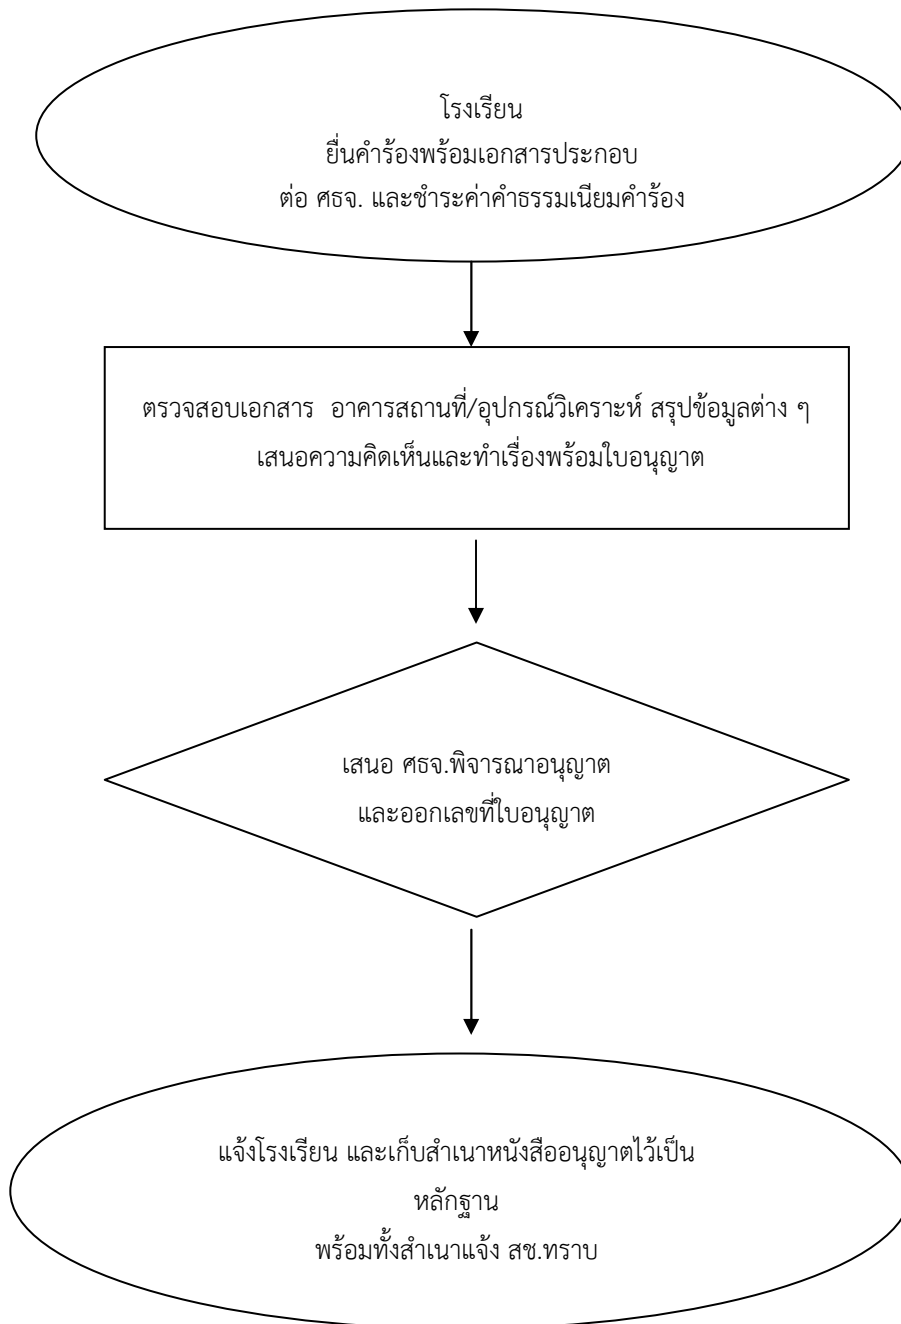 โรงเรียน
ยื่นคำร้องพร้อมเอกสารประกอบ
ต่อ ศธจ. และชำระค่าคำธรรมเนียมคำร้อง
ตรวจสอบเอกสาร  อาคารสถานที่/อุปกรณ์วิเคราะห์ สรุปข้อมูลต่าง ๆ
เสนอความคิดเห็นและทำเรื่องพร้อมใบอนุญาต
เสนอ ศธจ.พิจารณาอนุญาต
และออกเลขที่ใบอนุญาต
แจ้งโรงเรียน และเก็บสำเนาหนังสืออนุญาตไว้เป็น
หลักฐาน
พร้อมทั้งสำเนาแจ้ง สช.ทราบ